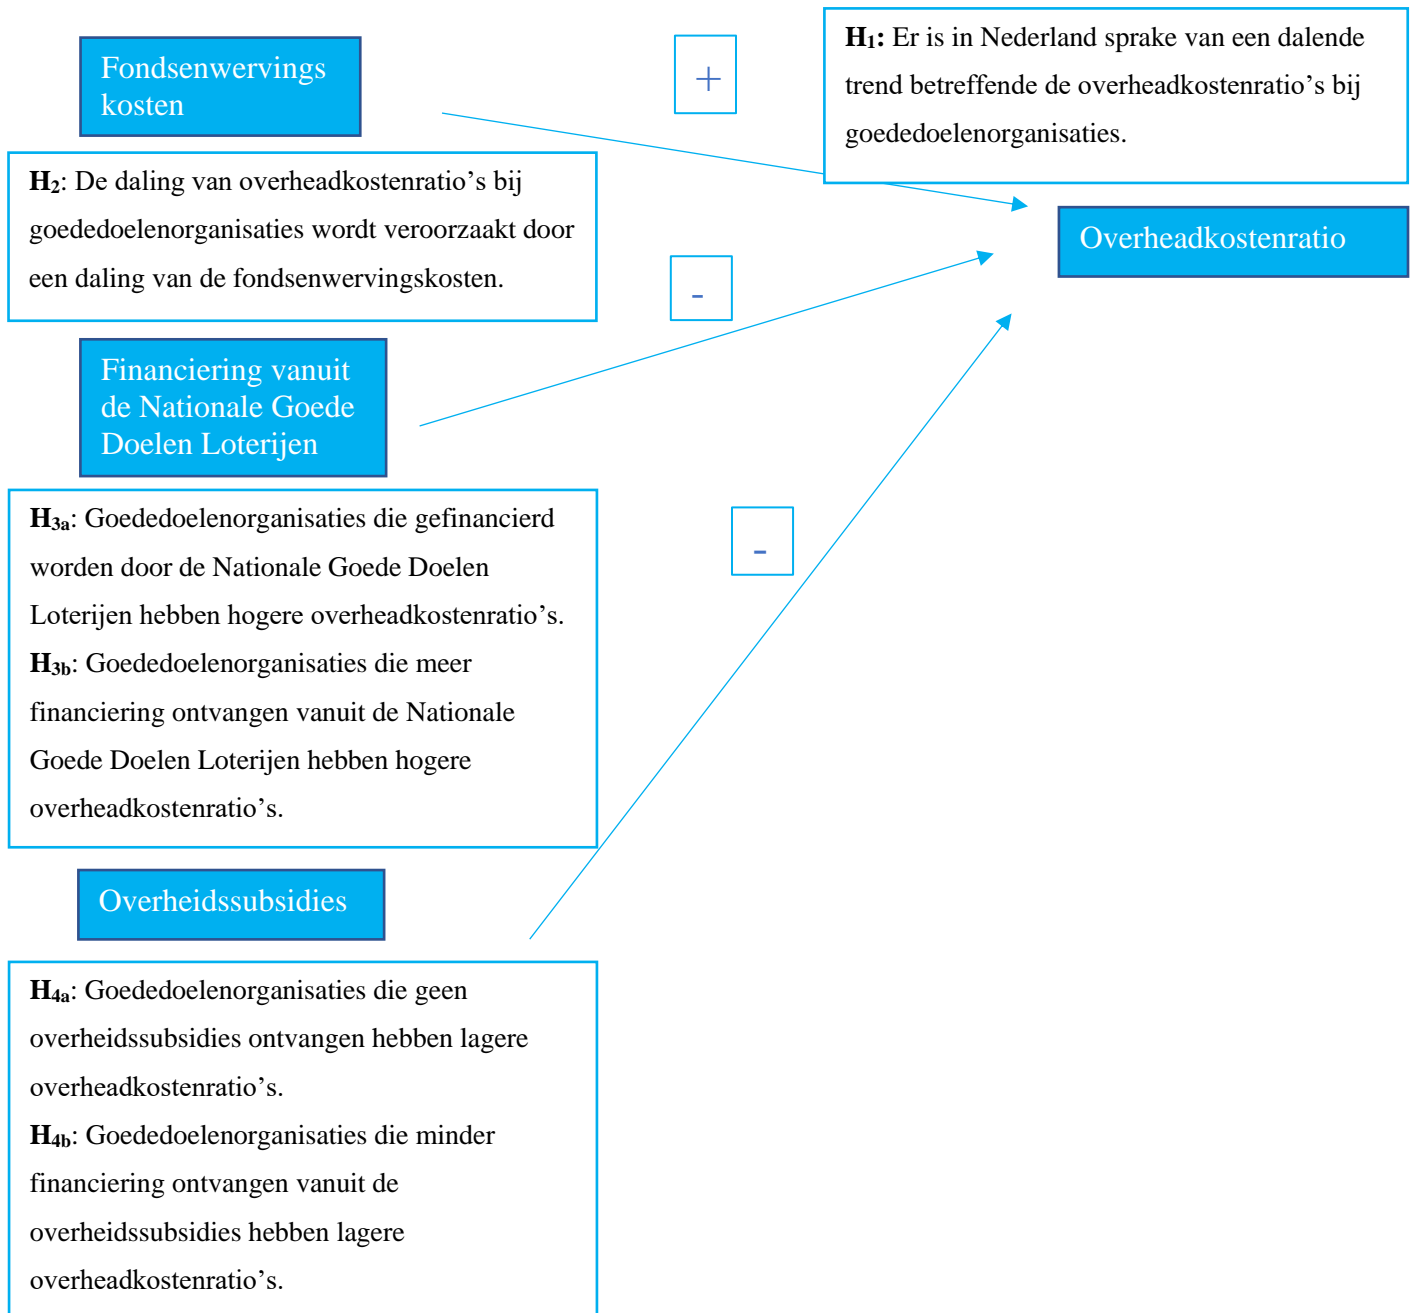 Fondsenwervings
kosten
+
H1: Er is in Nederland sprake van een dalende
trend betreffende de overheadkostenratio’s bij
goededoelenorganisaties.
H2: De daling van overheadkostenratio’s bij
goededoelenorganisaties wordt veroorzaakt door
een daling van de fondsenwervingskosten.
-
Overheadkostenratio
Financiering vanuit
de Nationale Goede
Doelen Loterijen
H3a: Goededoelenorganisaties die gefinancierd
worden door de Nationale Goede Doelen
Loterijen hebben hogere overheadkostenratio’s.
H3b: Goededoelenorganisaties die meer
financiering ontvangen vanuit de Nationale
Goede Doelen Loterijen hebben hogere
overheadkostenratio’s.
-
Overheidssubsidies
H4a: Goededoelenorganisaties die geen
overheidssubsidies ontvangen hebben lagere
overheadkostenratio’s.
H4b: Goededoelenorganisaties die minder
financiering ontvangen vanuit de
overheidssubsidies hebben lagere
overheadkostenratio’s.